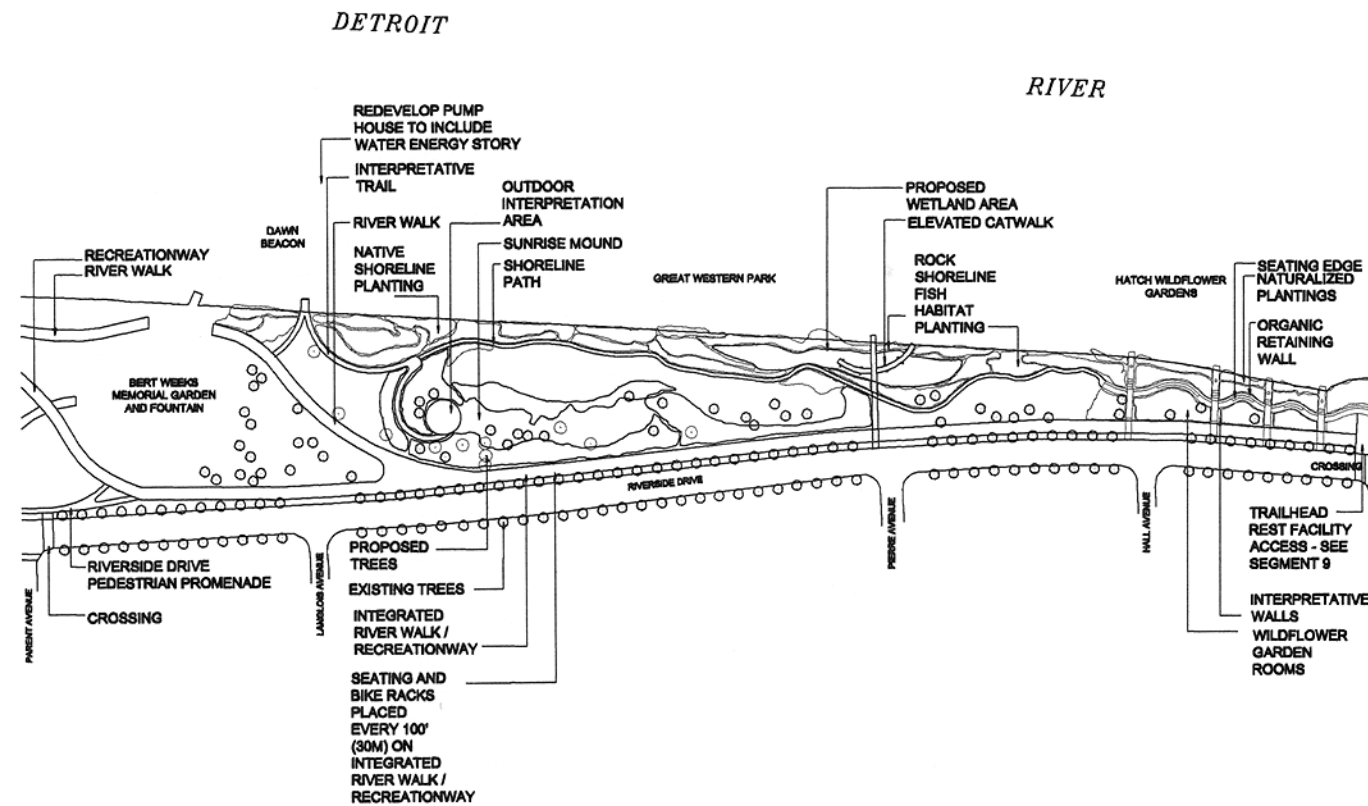 DETROIT
RIVER
REDEVELOP PUMP
HOUSE TO INCLUDE
WATER ENERGY STORY
INTERPRETATIVE
TRAIL
RIVER WALK
NATIVE
SHORELINE
PLANTING
DAWN
BEACON
RECREATIONWAY
RIVER WALK
OUTDOOR
INTERPRETATION
AREA
SUNRISE MOUND
SHORELINE
PATH
GREAT WESTERN PARK
PROPOSED
WETLAND AREA
ELEVATED CATWALK
ROCK
SHORELINE
FISH
HABITAT
PLANTING
HATCH WILDFLOWER
GARDENS
SEATING EDGE
NATURALIZED
PLANTINGS
ORGANIC
RETAINING
WALL
BERT WEEKS
MEMORIAL GARDEN
AND FOUNTAIN
RIVERSIDE DRIVE
CROSSING
PARENT AVENUE
LANGLOIS AVENUE
PIERRE AVENUE
HALL AVENUE
RIVERSIDE DRIVE
PEDESTRIAN PROMENADE
CROSSING
PROPOSED
TREES
EXISTING TREES
INTEGRATED
RIVER WALK /
RECREATIONWAY
SEATING AND
BIKE RACKS
PLACED
EVERY 100'
(30M) ON
INTEGRATED
RIVER WALK /
RECREATIONWAY
TRAILHEAD
REST FACILITY
ACCESS - SEE
SEGMENT 9
INTERPRETATIVE
WALLS
WILDFLOWER
GARDEN
ROOMS